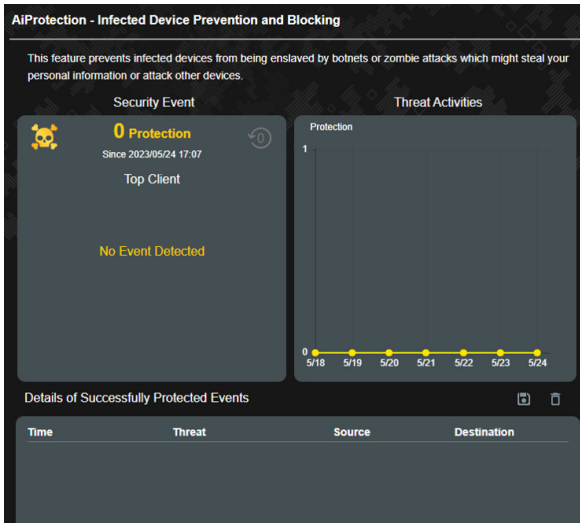 AiProtection - Infected Device Prevention and Blocking
This feature prevents infected devices from being enslaved by botnets or zombie attacks which might steal your
personal information or attack other devices.
Security Event
0 Protection
0
Since 2023/05/24 17:07
Top Client
No Event Detected
Threat Activities
Protection
1
0
5/18 5/19 5/20 5/21 5/22 5/23 5/24
Details of Successfully Protected Events
Time Threat Source Destination